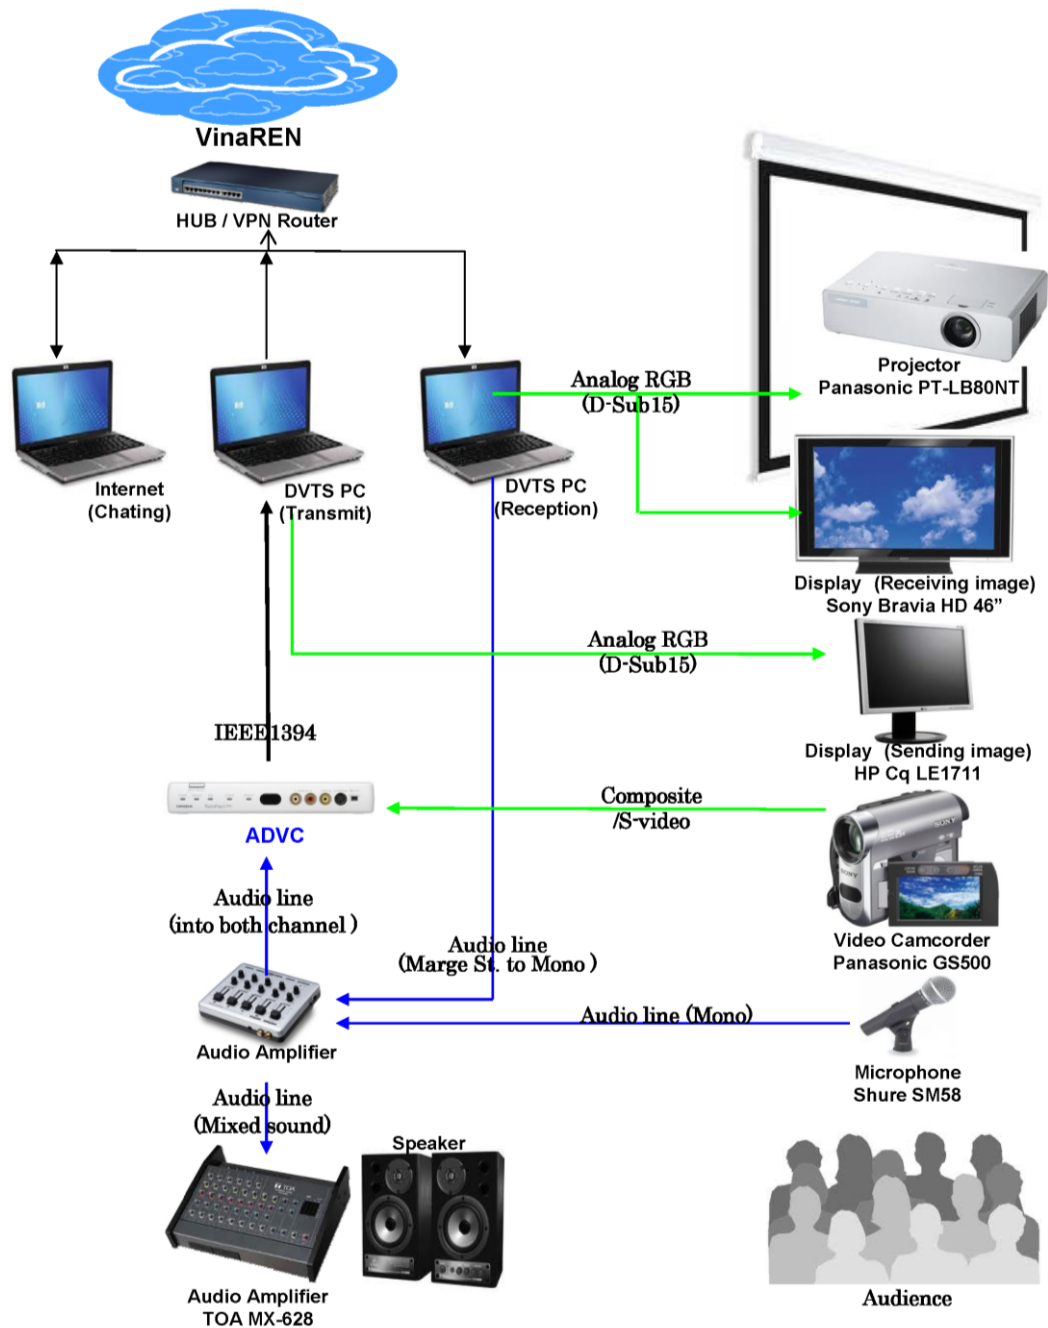 VinaREN
HUB / VPN Router
Analog RGB
(D-Sub15)
Projector
Panasonic PT-LB80NT
Internet
(Chating)
DVTS PC
(Transmit)
DVTS PC
(Reception)
Display (Receiving image)
Sony Bravia HD 46”
Analog RGB
(D-Sub15)
IEEE1394
Display (Sending image)
HP Cq LE1711
Composite
/S-video
ADVC
SONY
SONY
Audio line
(into both channel )
Audio line
(Marge St. to Mono )
Video Camcorder
Panasonic GS500
Audio line (Mono)
Audio Amplifier
Microphone
Shure SM58
Audio line
(Mixed sound)
Speaker
TOA
Audio Amplifier
TOA MX-628
Audience